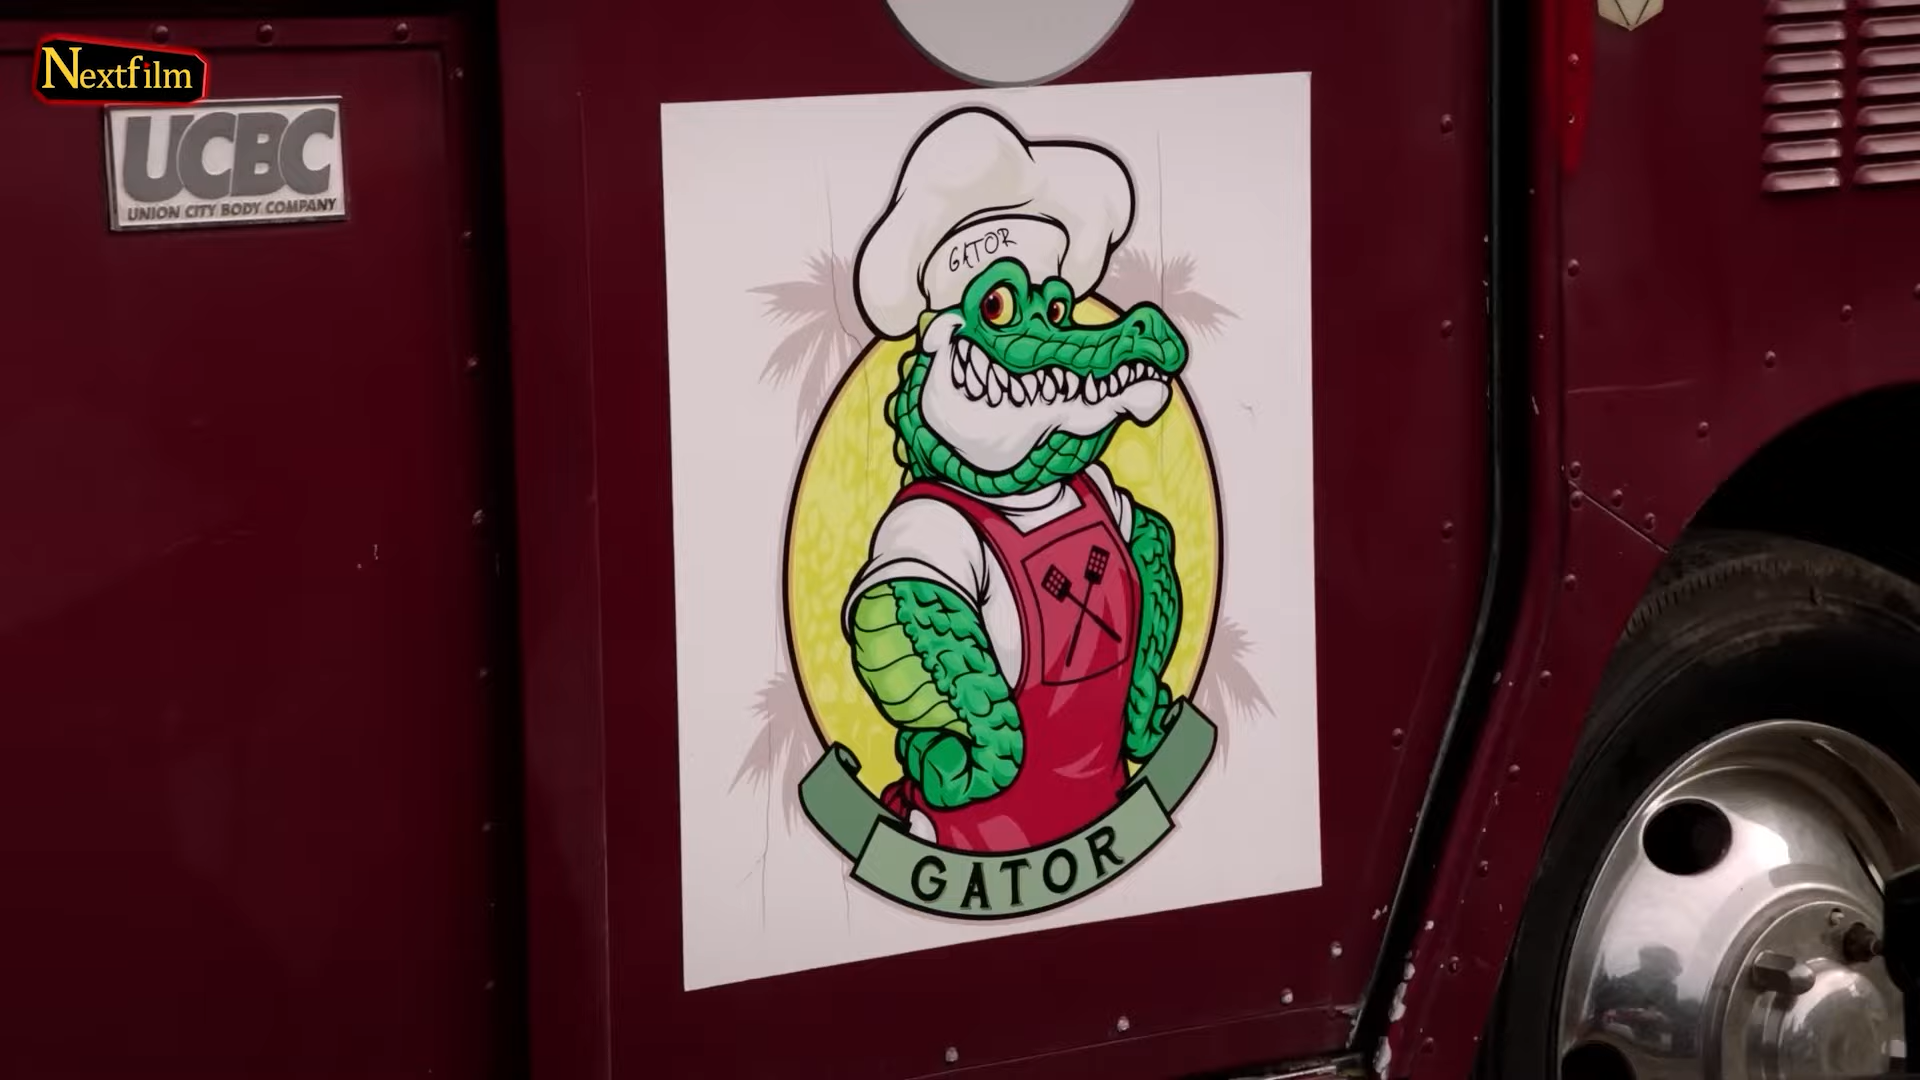 Nextfilm
UCBC
UNION CITY BODY COMPANY
GATOR
GATOR